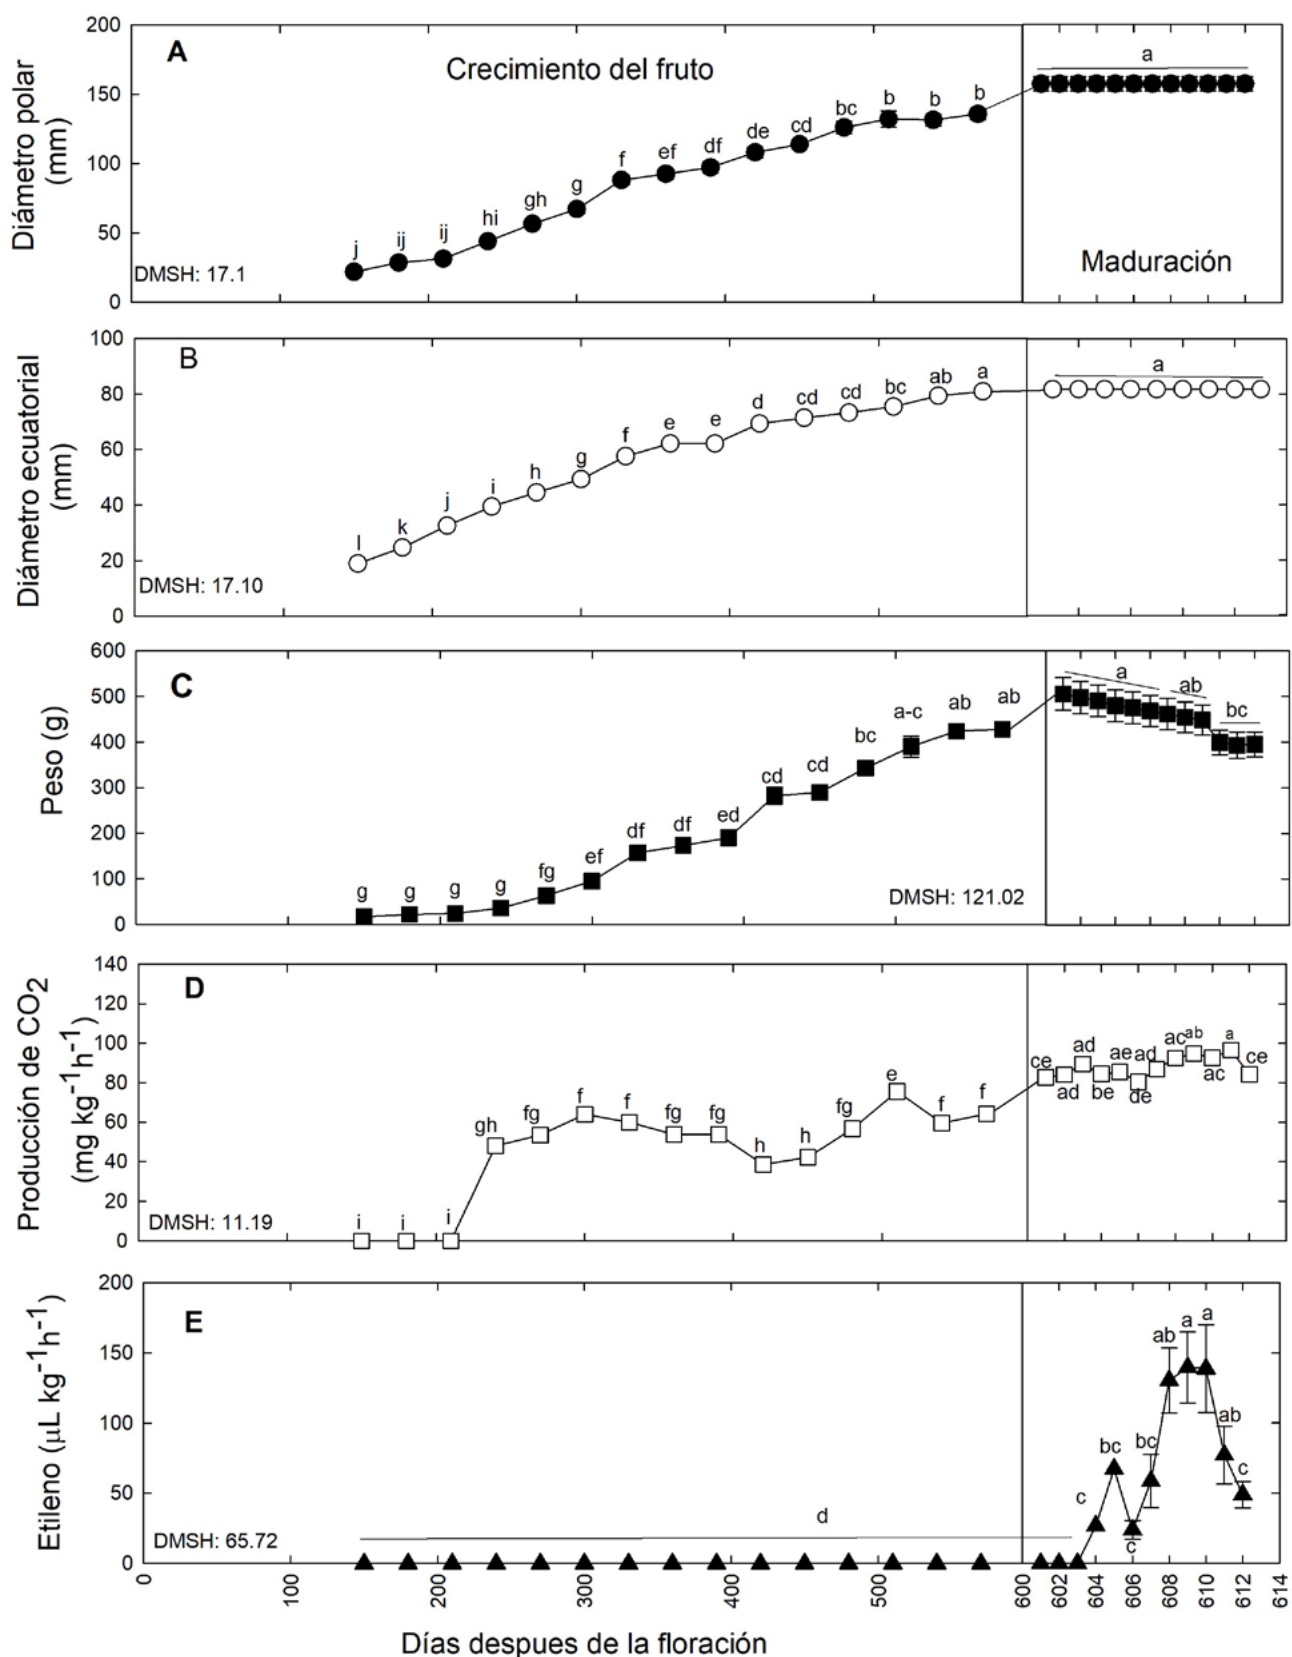 200
A
Crecimiento del fruto
a
150
b
b
b
bc
cd
de
100
f
ef
df
g
gh
50
hi
ij
ij
j
Maduración
DMSH: 17.1
0
Diámetro polar
(mm)
100
B
80
a
a
ab
bc
cd
cd
d
60
e
e
f
g
40
h
i
j
20
k
l
DMSH: 17.10
0
Diámetro ecuatorial
(mm)
600
C
a
ab
bc
500
a-c
ab
ab
400
bc
300
cd
cd
200
df
df
ed
100
g
g
g
g
fg
ef
DMSH: 121.02
0
Peso (g)
140
D
120
100
ce
ad
ad
be
ae
de
ad
ac
ab
ac
a
ce
80
e
60
gh
fg
f
f
fg
fg
h
h
fg
f
f
40
20
i
i
i
DMSH: 11.19
0
Producción de CO2
(mg kg-1h-1)
200
E
150
ab
a
a
100
bc
bc
ab
50
c
c
c
d
DMSH: 65.72
0
Etileno (µL kg-1h-1)
0 100 200 300 400 500 600 602 604 606 608 610 612 614
Días despues de la floración